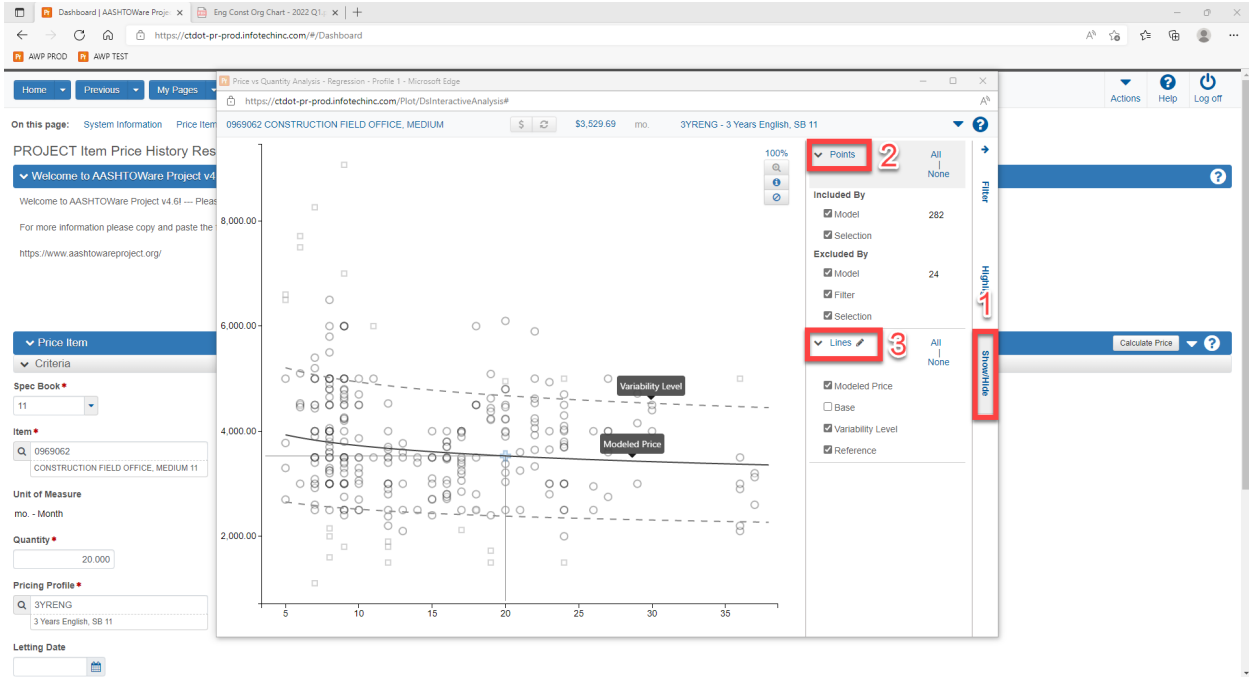 Dashboard | AASHTOWare Proje
Eng Const Org Chart - 2022 Q1.
https://ctdot-pr-prod.infotechinc.com/#/Dashboard
AWP PROD
AWP TEST
Home
Previous
My Pages
Actions
Help
Log off
On this page: System Information Price Item
PROJECT Item Price History Res
Welcome to AASHTOWare Project v4
Welcome to AASHTOWare Project v4.6! --- Pleas
For more information please copy and paste the
https://www.aashtowareproject.org/
Price Item
Calculate Price
Criteria
Spec Book*
11
Item*
0969062
CONSTRUCTION FIELD OFFICE, MEDIUM 11
Unit of Measure
mo. - Month
Quantity*
20.000
Pricing Profile*
3YRENG
3 Years English, SB 11
Letting Date
Price vs Quantity Analysis - Regression - Profile 1 - Microsoft Edge
https://ctdot-pr-prod.infotechinc.com/Plot/DsInteractiveAnalysis#
0969062 CONSTRUCTION FIELD OFFICE, MEDIUM
$
$3,529.69
mo.
3YRENG - 3 Years English, SB 11
100%
8,000.00
6,000.00
4,000.00
2,000.00
5 10 15 20 25 30 35
Variability Level
Modeled Price
Points
2
All
|
None
Included By
Model 282
Selection
Excluded By
Model 24
Filter
Selection
Lines
3
All
|
None
Modeled Price
Base
Variability Level
Reference
Filter
1
Show/Hide